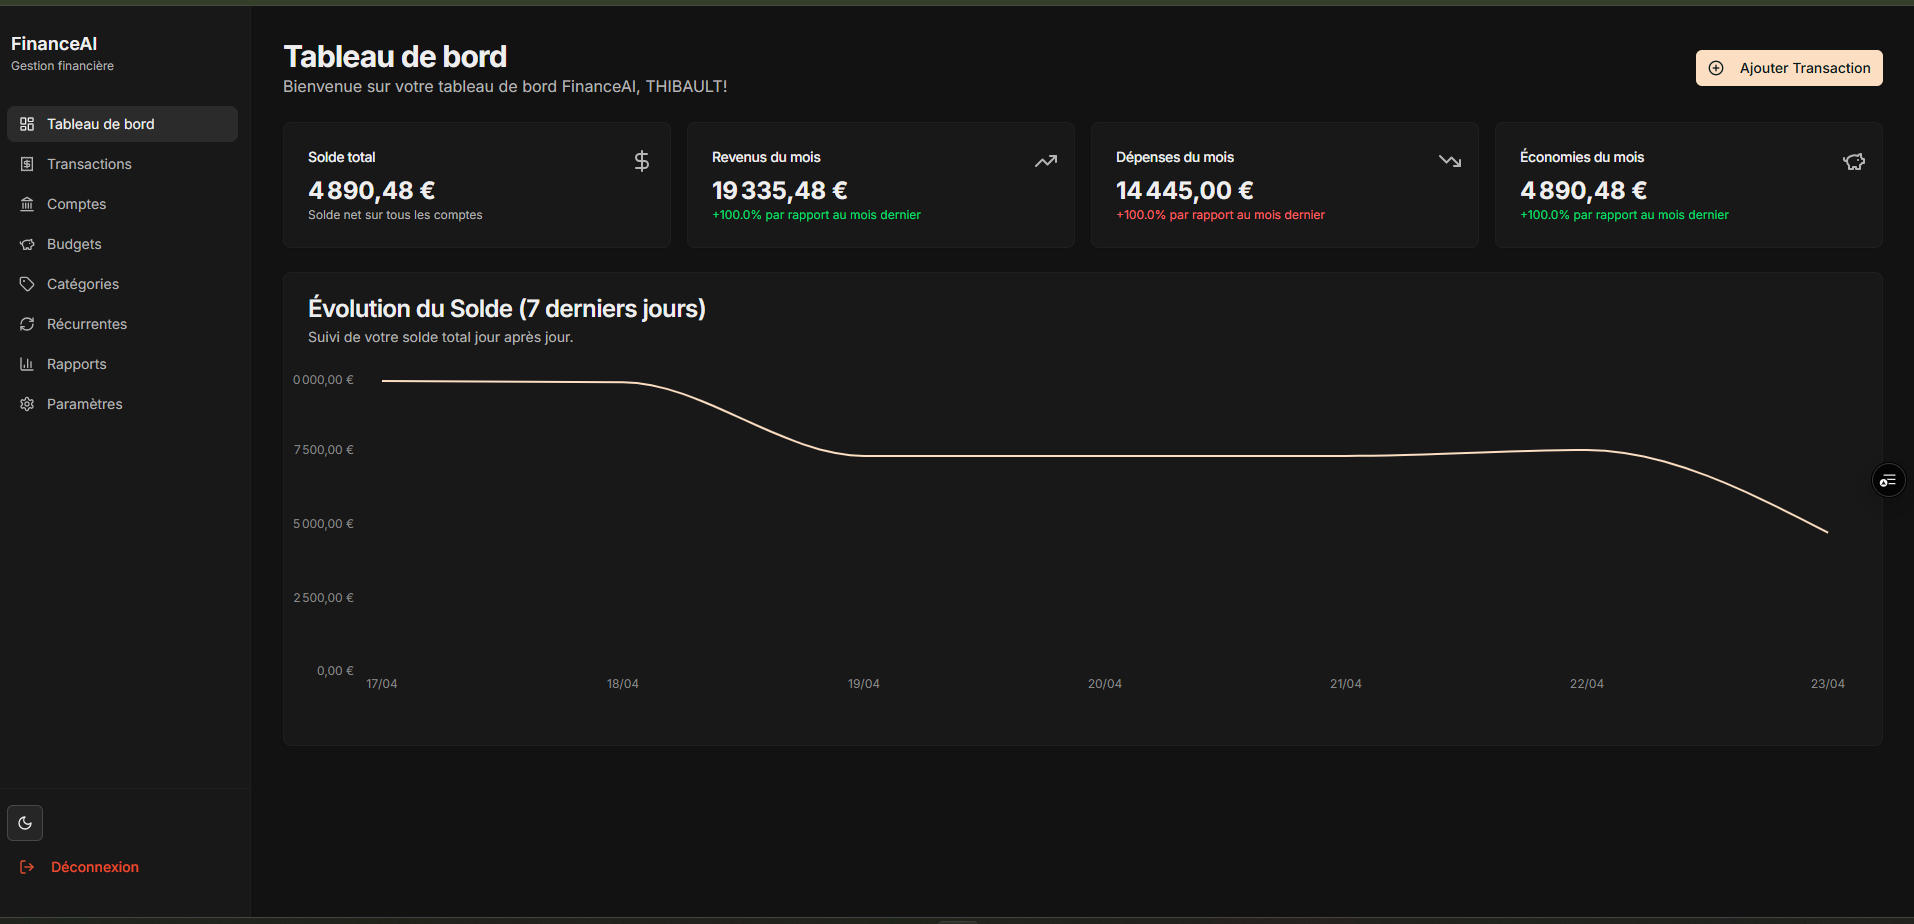 FinanceAI
Gestion financière
Tableau de bord
Transactions
Comptes
Budgets
Catégories
Récurrentes
Rapports
Paramètres
Déconnexion
Tableau de bord
Bienvenue sur votre tableau de bord FinanceAI, THIBAULT!
Ajouter Transaction
Solde total
4 890,48 €
Solde net sur tous les comptes
Revenus du mois
19 335,48 €
+100.0% par rapport au mois dernier
Dépenses du mois
14 445,00 €
+100.0% par rapport au mois dernier
Économies du mois
4 890,48 €
+100.0% par rapport au mois dernier
Évolution du Solde (7 derniers jours)
Suivi de votre solde total jour après jour.
0 000,00 €
7 500,00 €
5 000,00 €
2 500,00 €
0,00 €
17/04 18/04 19/04 20/04 21/04 22/04 23/04